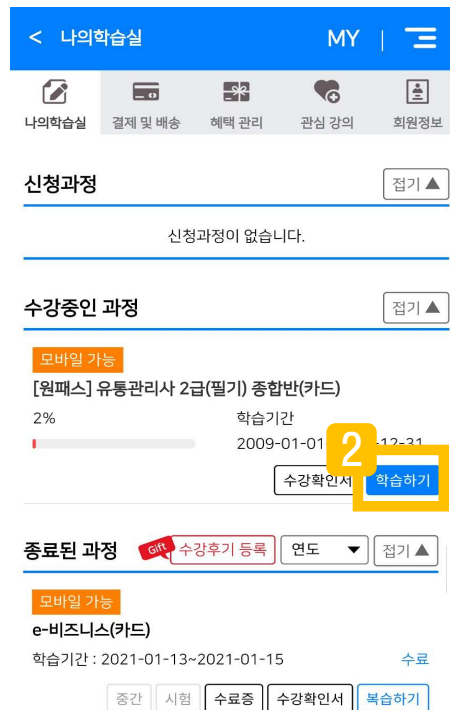 < 나의학습실 MY
나의학습실 결제 및 배송 혜택 관리 관심 강의 회원정보
신청과정 접기 ▲
신청과정이 없습니다.
수강중인 과정 접기 ▲
모바일 가능
[원패스] 유통관리사 2급(필기) 종합반(카드)
2% 학습기간
2009-01-01 12-31
2
수강확인서 학습하기
종료된 과정 Gift 수강후기 등록 연도 ▼ 접기 ▲
모바일 가능
e-비즈니스(카드)
학습기간 : 2021-01-13~2021-01-15 수료
중간 시험 수료증 수강확인서 복습하기